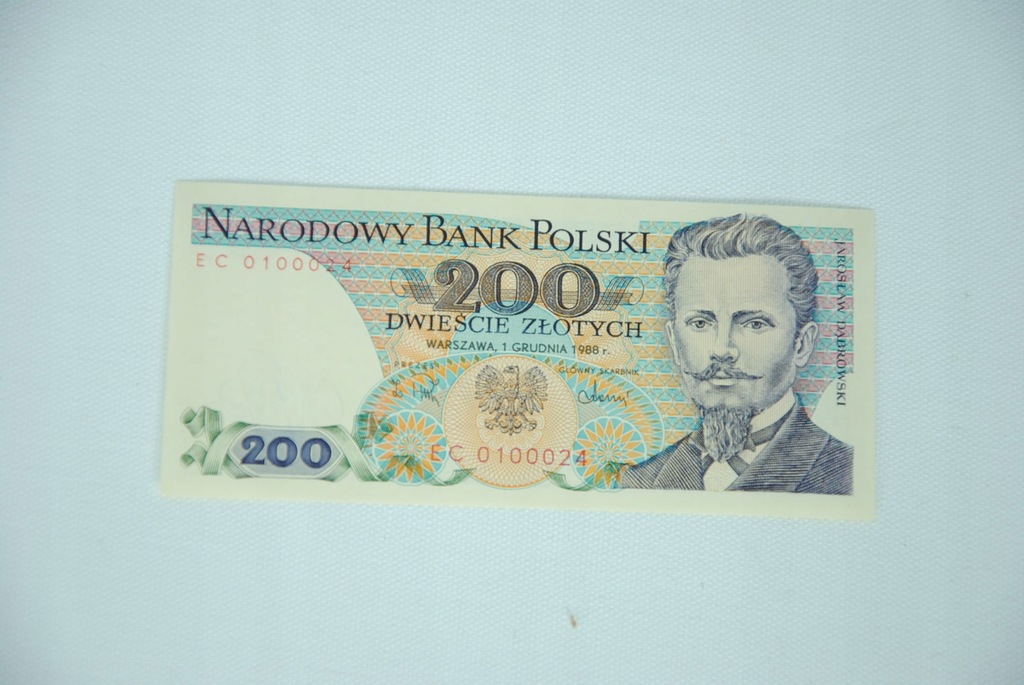 NARODOWY BANK POLSKI
EC 0100024
200
DWIEŚCIE ZŁOTYCH
WARSZAWA, 1 GRUDNIA 1988 r.
PREZES
GŁÓWNY SKARBNIK
EC 0100024
200
JAROSŁAW DĄBROWSKI